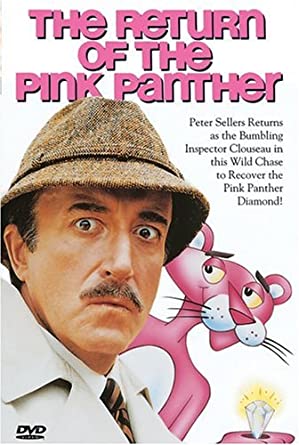 THE RETURN
OF THE
PINK PANTHER
Peter Sellers Returns
as the Bumbling
Inspector Clouseau in
this Wild Chase
to Recover the
Pink Panther
Diamond!
DVD
VIDEO